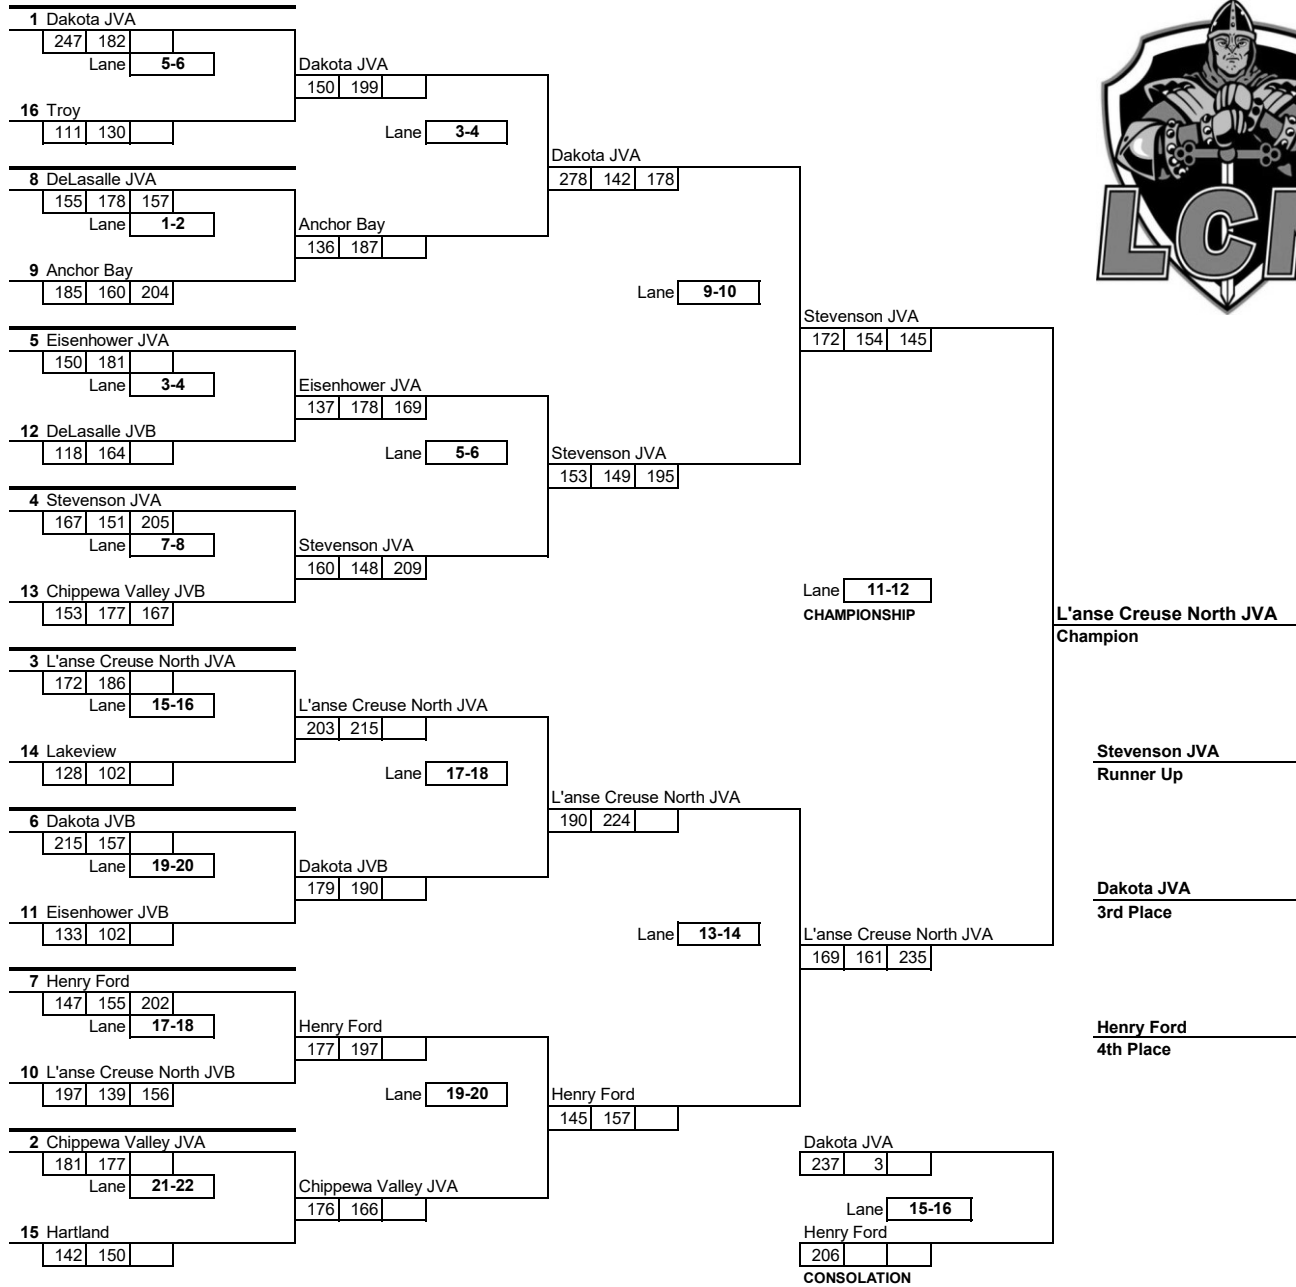 1 Dakota JVA
247 182
Lane 5-6
16 Troy
111 130
8 DeLasalle JVA
155 178 157
Lane 1-2
9 Anchor Bay
185 160 204
5 Eisenhower JVA
150 181
Lane 3-4
12 DeLasalle JVB
118 164
4 Stevenson JVA
167 151 205
Lane 7-8
13 Chippewa Valley JVB
153 177 167
3 L'anse Creuse North JVA
172 186
Lane 15-16
14 Lakeview
128 102
6 Dakota JVB
215 157
Lane 19-20
11 Eisenhower JVB
133 102
7 Henry Ford
147 155 202
Lane 17-18
10 L'anse Creuse North JVB
197 139 156
2 Chippewa Valley JVA
181 177
Lane 21-22
15 Hartland
142 150
Dakota JVA
150 199
Lane 3-4
Anchor Bay
136 187
Eisenhower JVA
137 178 169
Lane 5-6
Stevenson JVA
160 148 209
L'anse Creuse North JVA
203 215
Lane 17-18
Dakota JVB
179 190
Henry Ford
177 197
Lane 19-20
Chippewa Valley JVA
176 166
Dakota JVA
278 142 178
Lane 9-10
Stevenson JVA
153 149 195
L'anse Creuse North JVA
190 224
Lane 13-14
Henry Ford
145 157
Stevenson JVA
172 154 145
Lane 11-12
CHAMPIONSHIP
L'anse Creuse North JVA
169 161 235
Dakota JVA
237 3
Lane 15-16
Henry Ford
206
CONSOLATION
LC
L'anse Creuse North JVA
Champion
Stevenson JVA
Runner Up
Dakota JVA
3rd Place
Henry Ford
4th Place